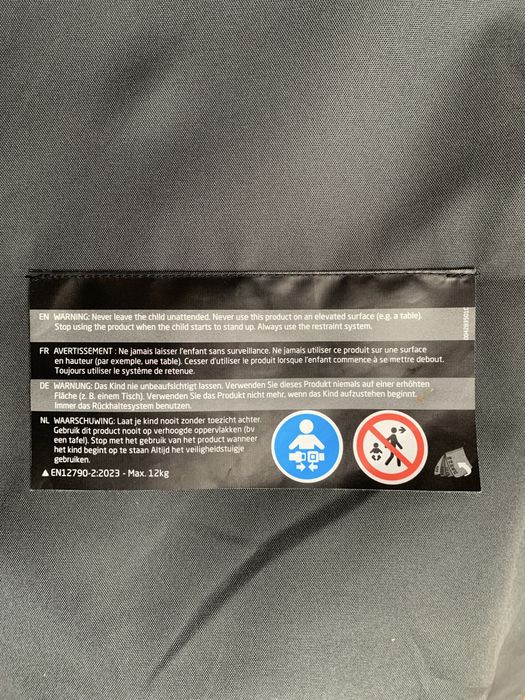 EN WARNING: Never leave the child unattended. Never use this product on an elevated surface (e.g. a table).
Stop using the product when the child starts to stand up. Always use the restraint system.
FR AVERTISSEMENT : Ne jamais laisser l'enfant sans surveillance. Ne jamais utiliser ce produit sur une surface
en hauteur (par exemple, une table). Cesser d'utiliser le produit lorsque l'enfant commence à se mettre debout.
Toujours utiliser le système de retenue.
DE WARNUNG: Das Kind nie unbeaufsichtigt lassen. Verwenden Sie dieses Produkt niemals auf einer erhöhten
Fläche (z. B. einem Tisch). Verwenden Sie das Produkt nicht mehr, wenn das Kind aufzustehen beginnt.
Immer das Rückhaltesystem benutzen.
NL WAARSCHUWING: Laat je kind nooit zonder toezicht achter.
Gebruik dit product nooit op verhoogde oppervlakken (bv
een tafel). Stop met het gebruik van het product wanneer
het kind begint op te staan Altijd het veiligheidstuigje
gebruiken.
EN12790-2:2023 - Max. 12kg